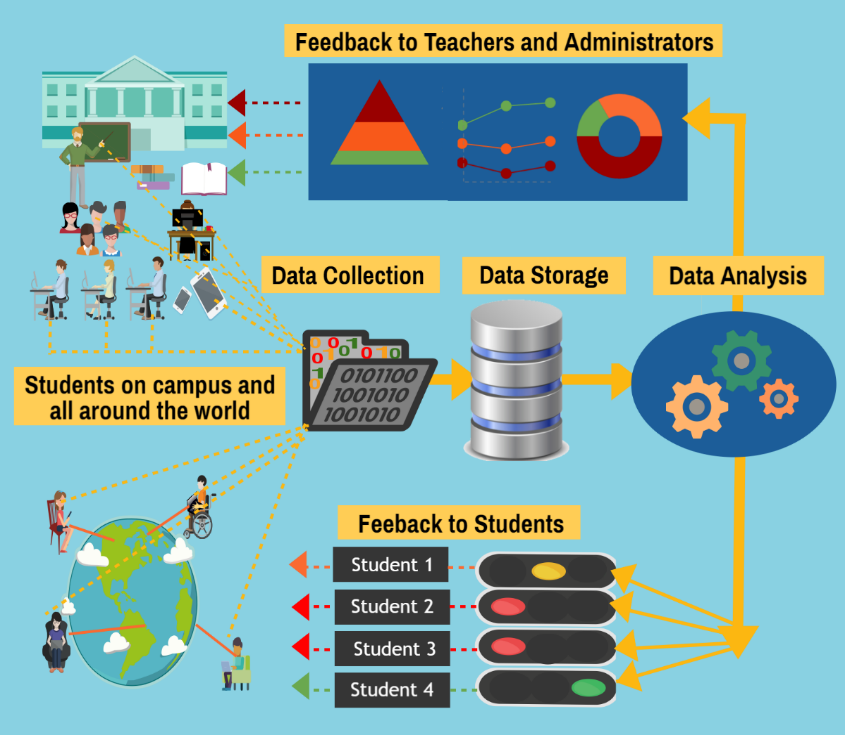 Feedback to Teachers and Administrators
Data Collection
Data Storage
Data Analysis
0101100
1001010
1001010
Students on campus and
all around the world
Feeback to Students
Student 1
Student 2
Student 3
Student 4